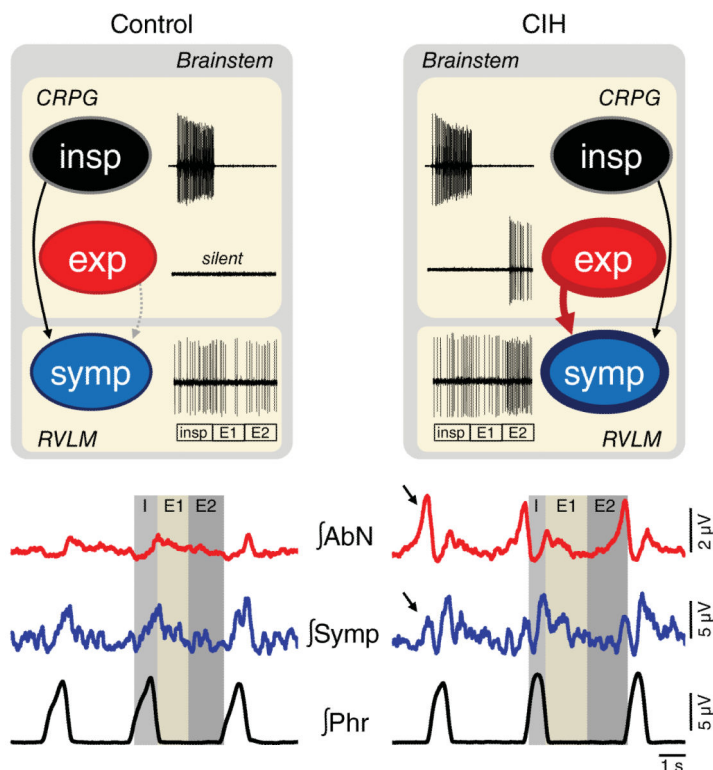 Control
CIH
Brainstem
CRPG
insp
exp
silent
symp
insp E1 E2
RVLM
Brainstem
CRPG
insp
exp
symp
insp E1 E2
RVLM
I E1 E2
I E1 E2
∫AbN
2 µV
∫Symp
5 µV
∫Phr
5 µV
1 s